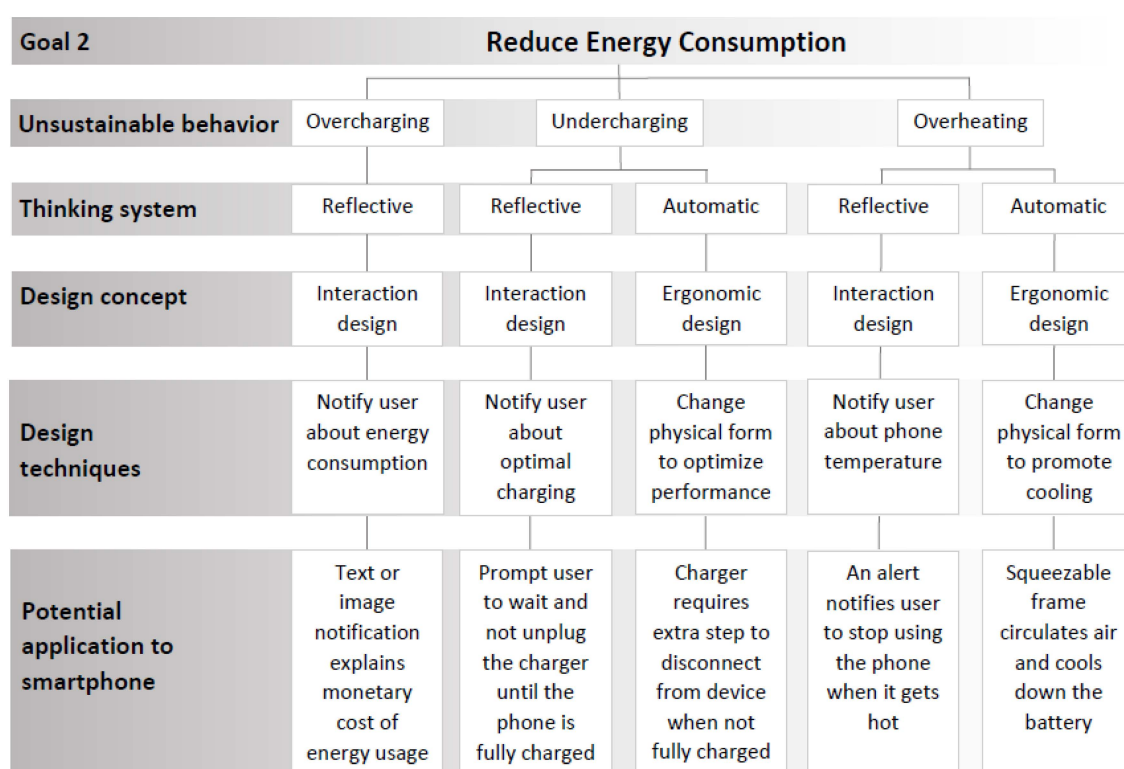 Goal 2
Reduce Energy Consumption
Unsustainable behavior
Overcharging
Undercharging
Overheating
Thinking system
Reflective
Reflective
Automatic
Reflective
Automatic
Design concept
Interaction
design
Interaction
design
Ergonomic
design
Interaction
design
Ergonomic
design
Design
techniques
Notify user
about energy
consumption
Notify user
about
optimal
charging
Change
physical form
to optimize
performance
Notify user
about phone
temperature
Change
physical form
to promote
cooling
Potential
application to
smartphone
Text or
image
notification
explains
monetary
cost of
energy usage
Prompt user
to wait and
not unplug
the charger
until the
phone is
fully charged
Charger
requires
extra step to
disconnect
from device
when not
fully charged
An alert
notifies user
to stop using
the phone
when it gets
hot
Squeezable
frame
circulates air
and cools
down the
battery